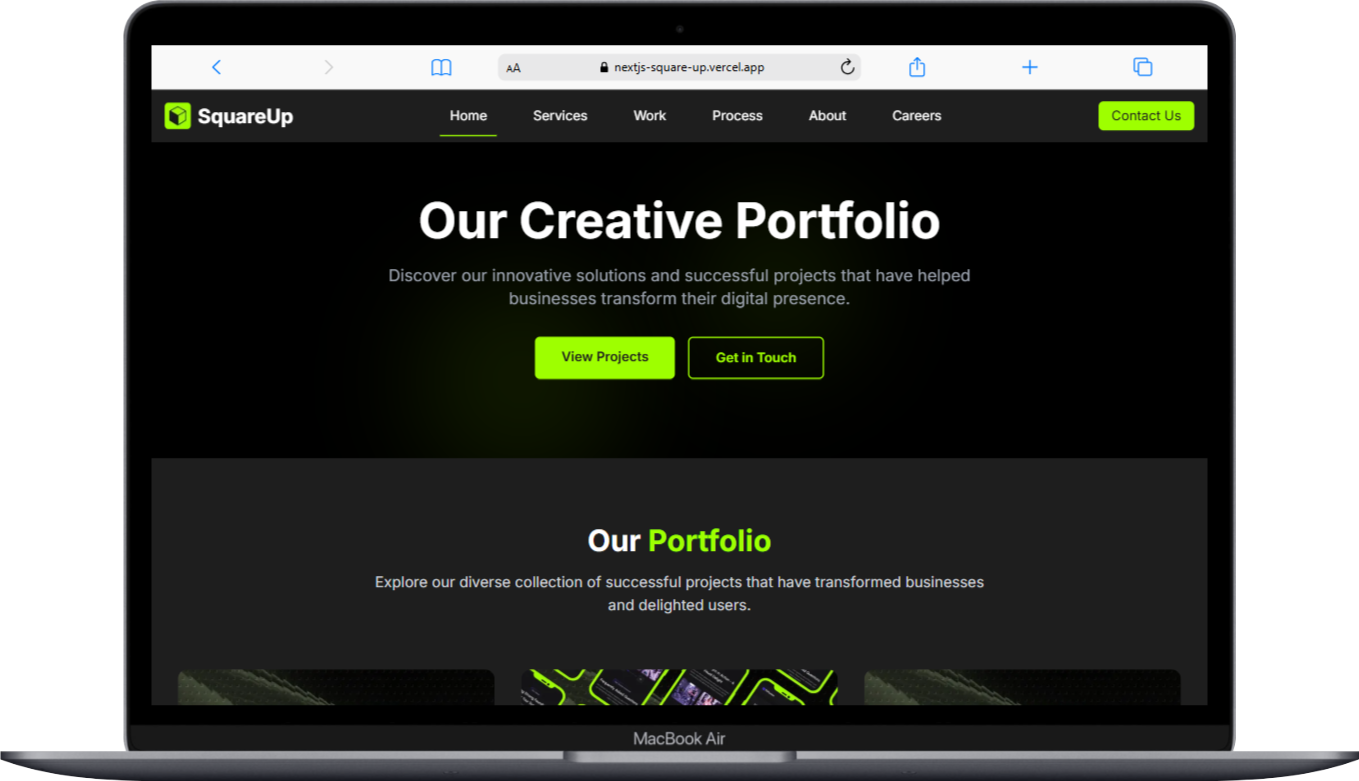 AA nextjs-square-up.vercel.app
SquareUp Home Services Work Process About Careers Contact Us
Our Creative Portfolio
Discover our innovative solutions and successful projects that have helped
businesses transform their digital presence.
View Projects Get in Touch
Our Portfolio
Explore our diverse collection of successful projects that have transformed businesses
and delighted users.
MacBook Air